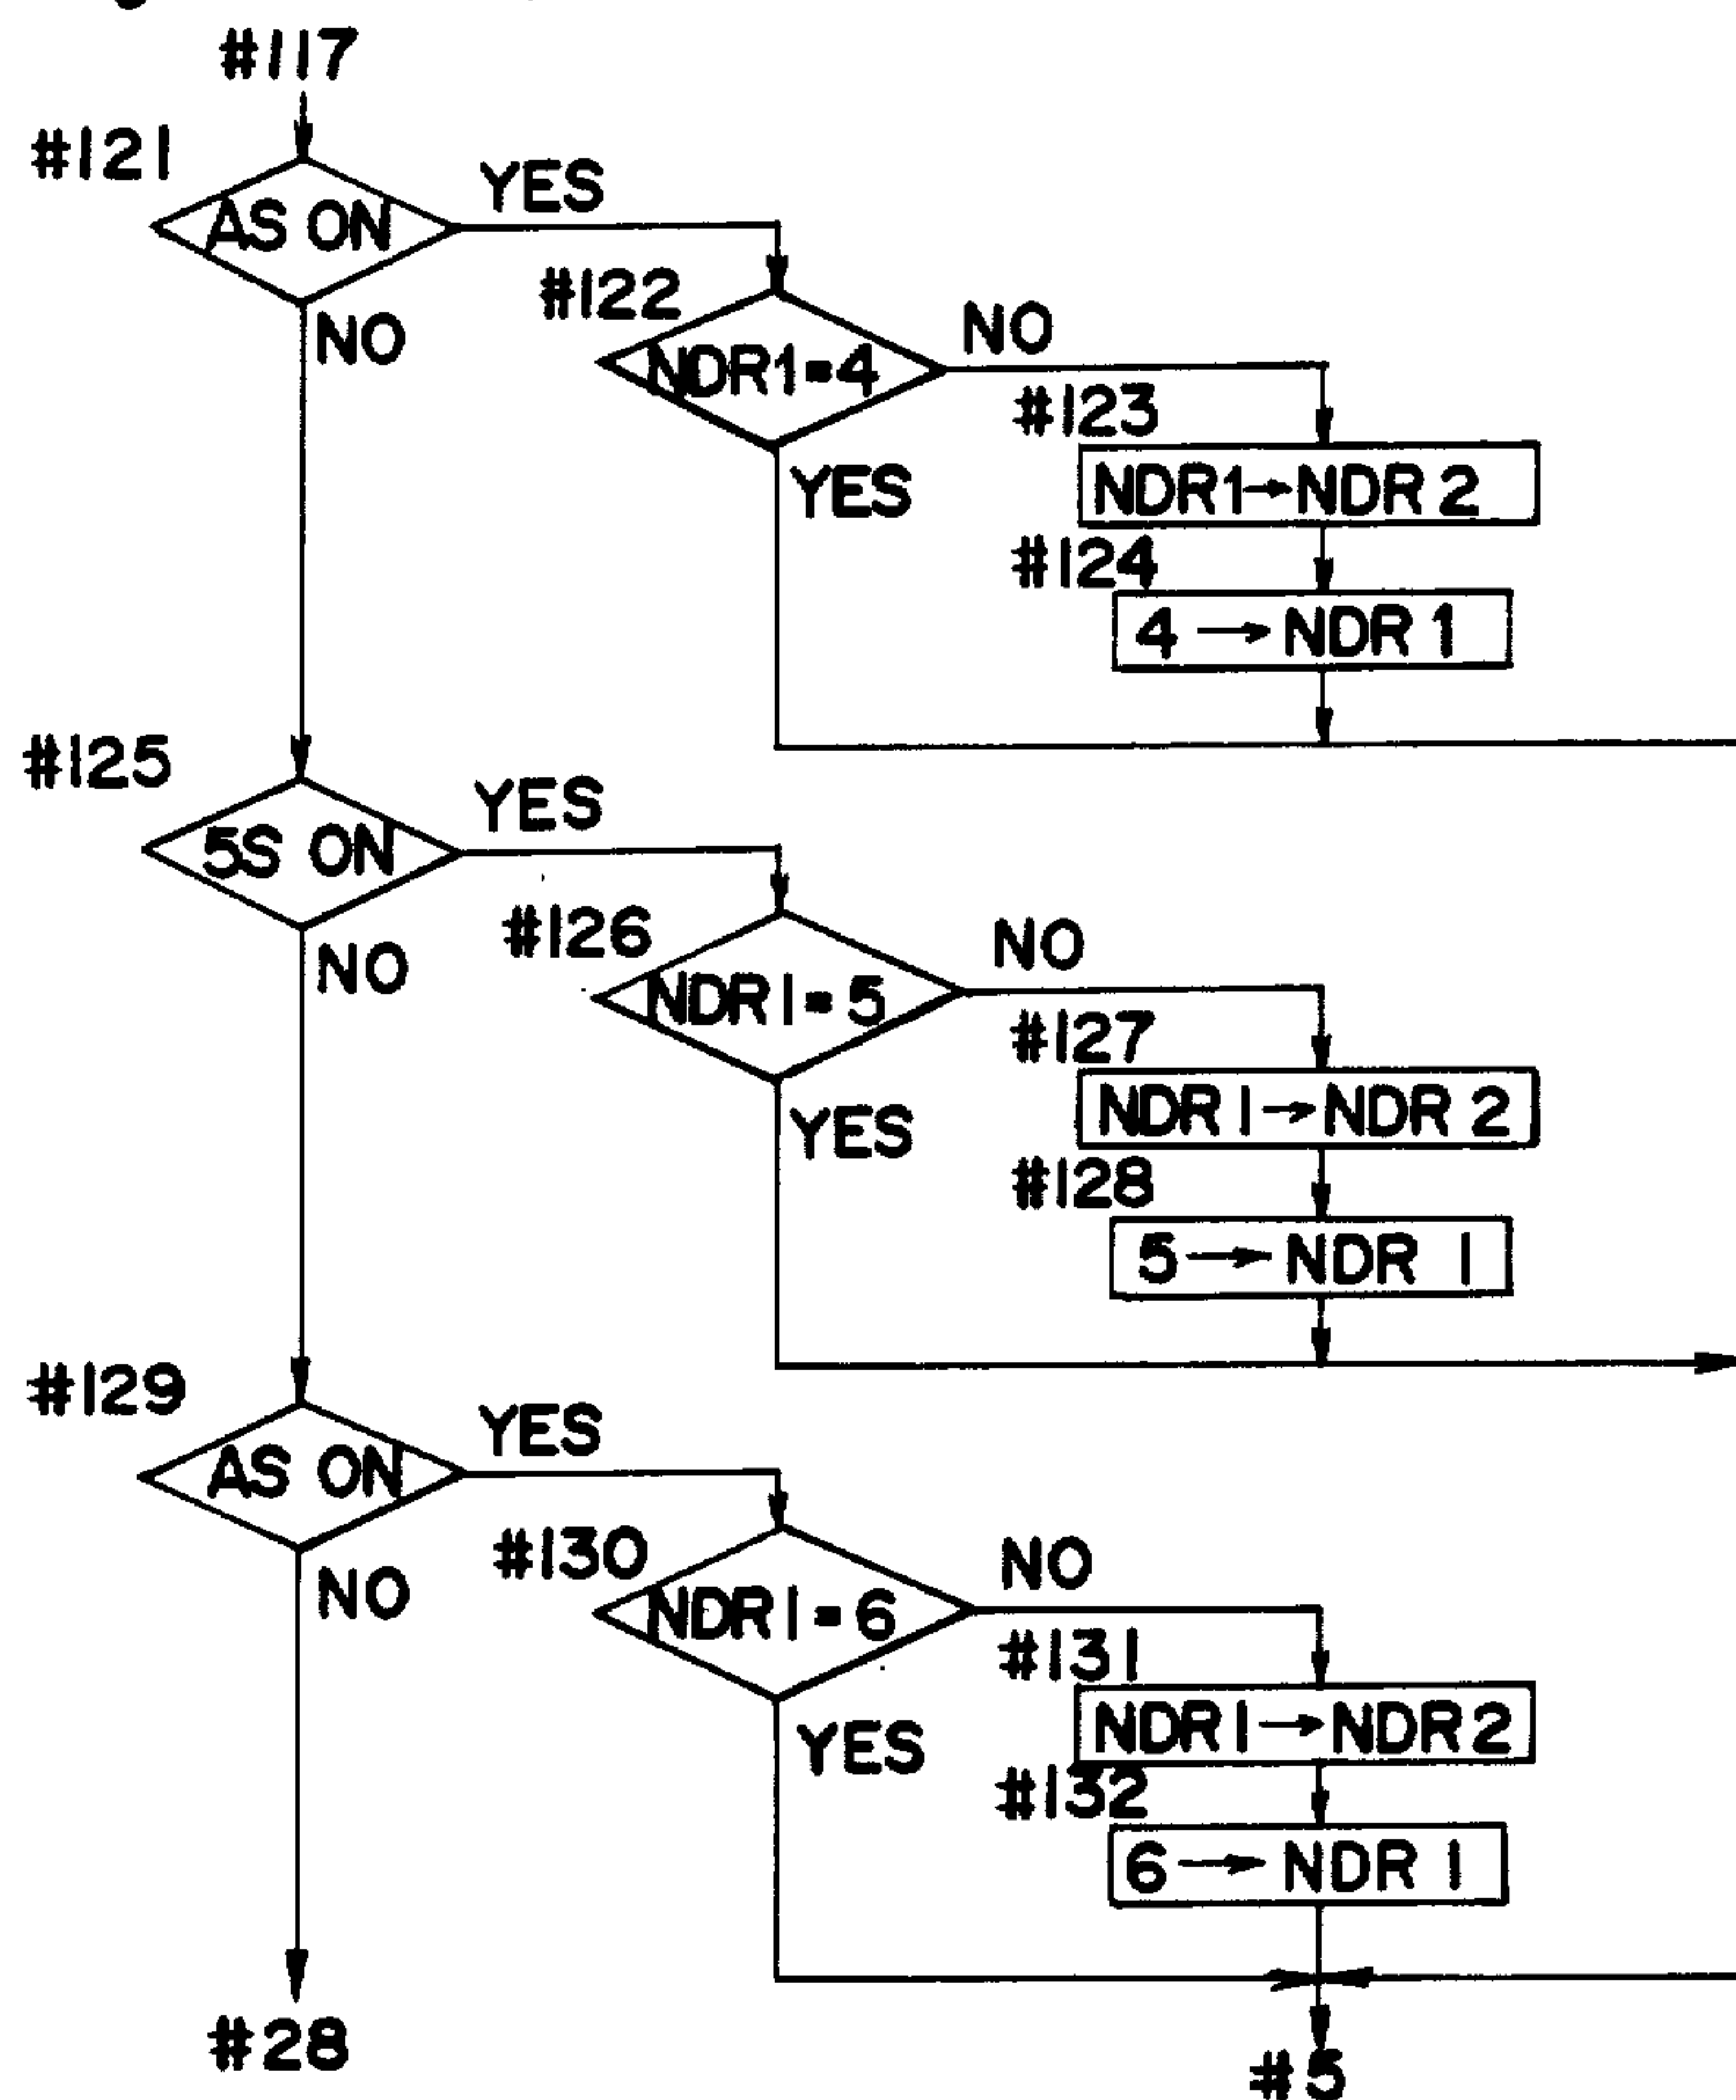 #117
#121
AS ON
YES
NO
#122
NDR1=4
NO
YES
#123
NDR1→NDR 2
#124
4→NDR 1
#125
5S ON
YES
NO
#126
NDR1=5
NO
YES
#127
NDR 1→NDR 2
#128
5→NDR 1
#129
AS ON
YES
NO
#130
NDR1=6
NO
YES
#131
NDR1→NDR2
#132
6→NDR 1
#28
#5